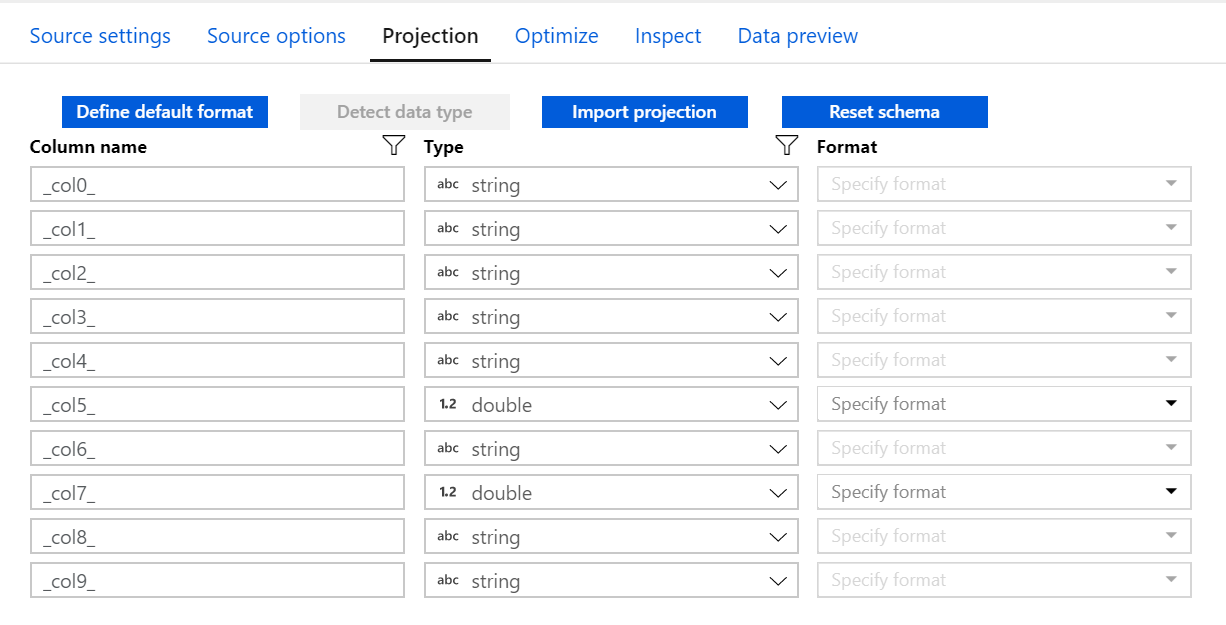 Source settings Source options Projection Optimize Inspect Data preview
Define default format Detect data type Import projection Reset schema
Column name Type Format
_col0_ abc string Specify format
_col1_ abc string Specify format
_col2_ abc string Specify format
_col3_ abc string Specify format
_col4_ abc string Specify format
_col5_ 1.2 double Specify format
_col6_ abc string Specify format
_col7_ 1.2 double Specify format
_col8_ abc string Specify format
_col9_ abc string Specify format